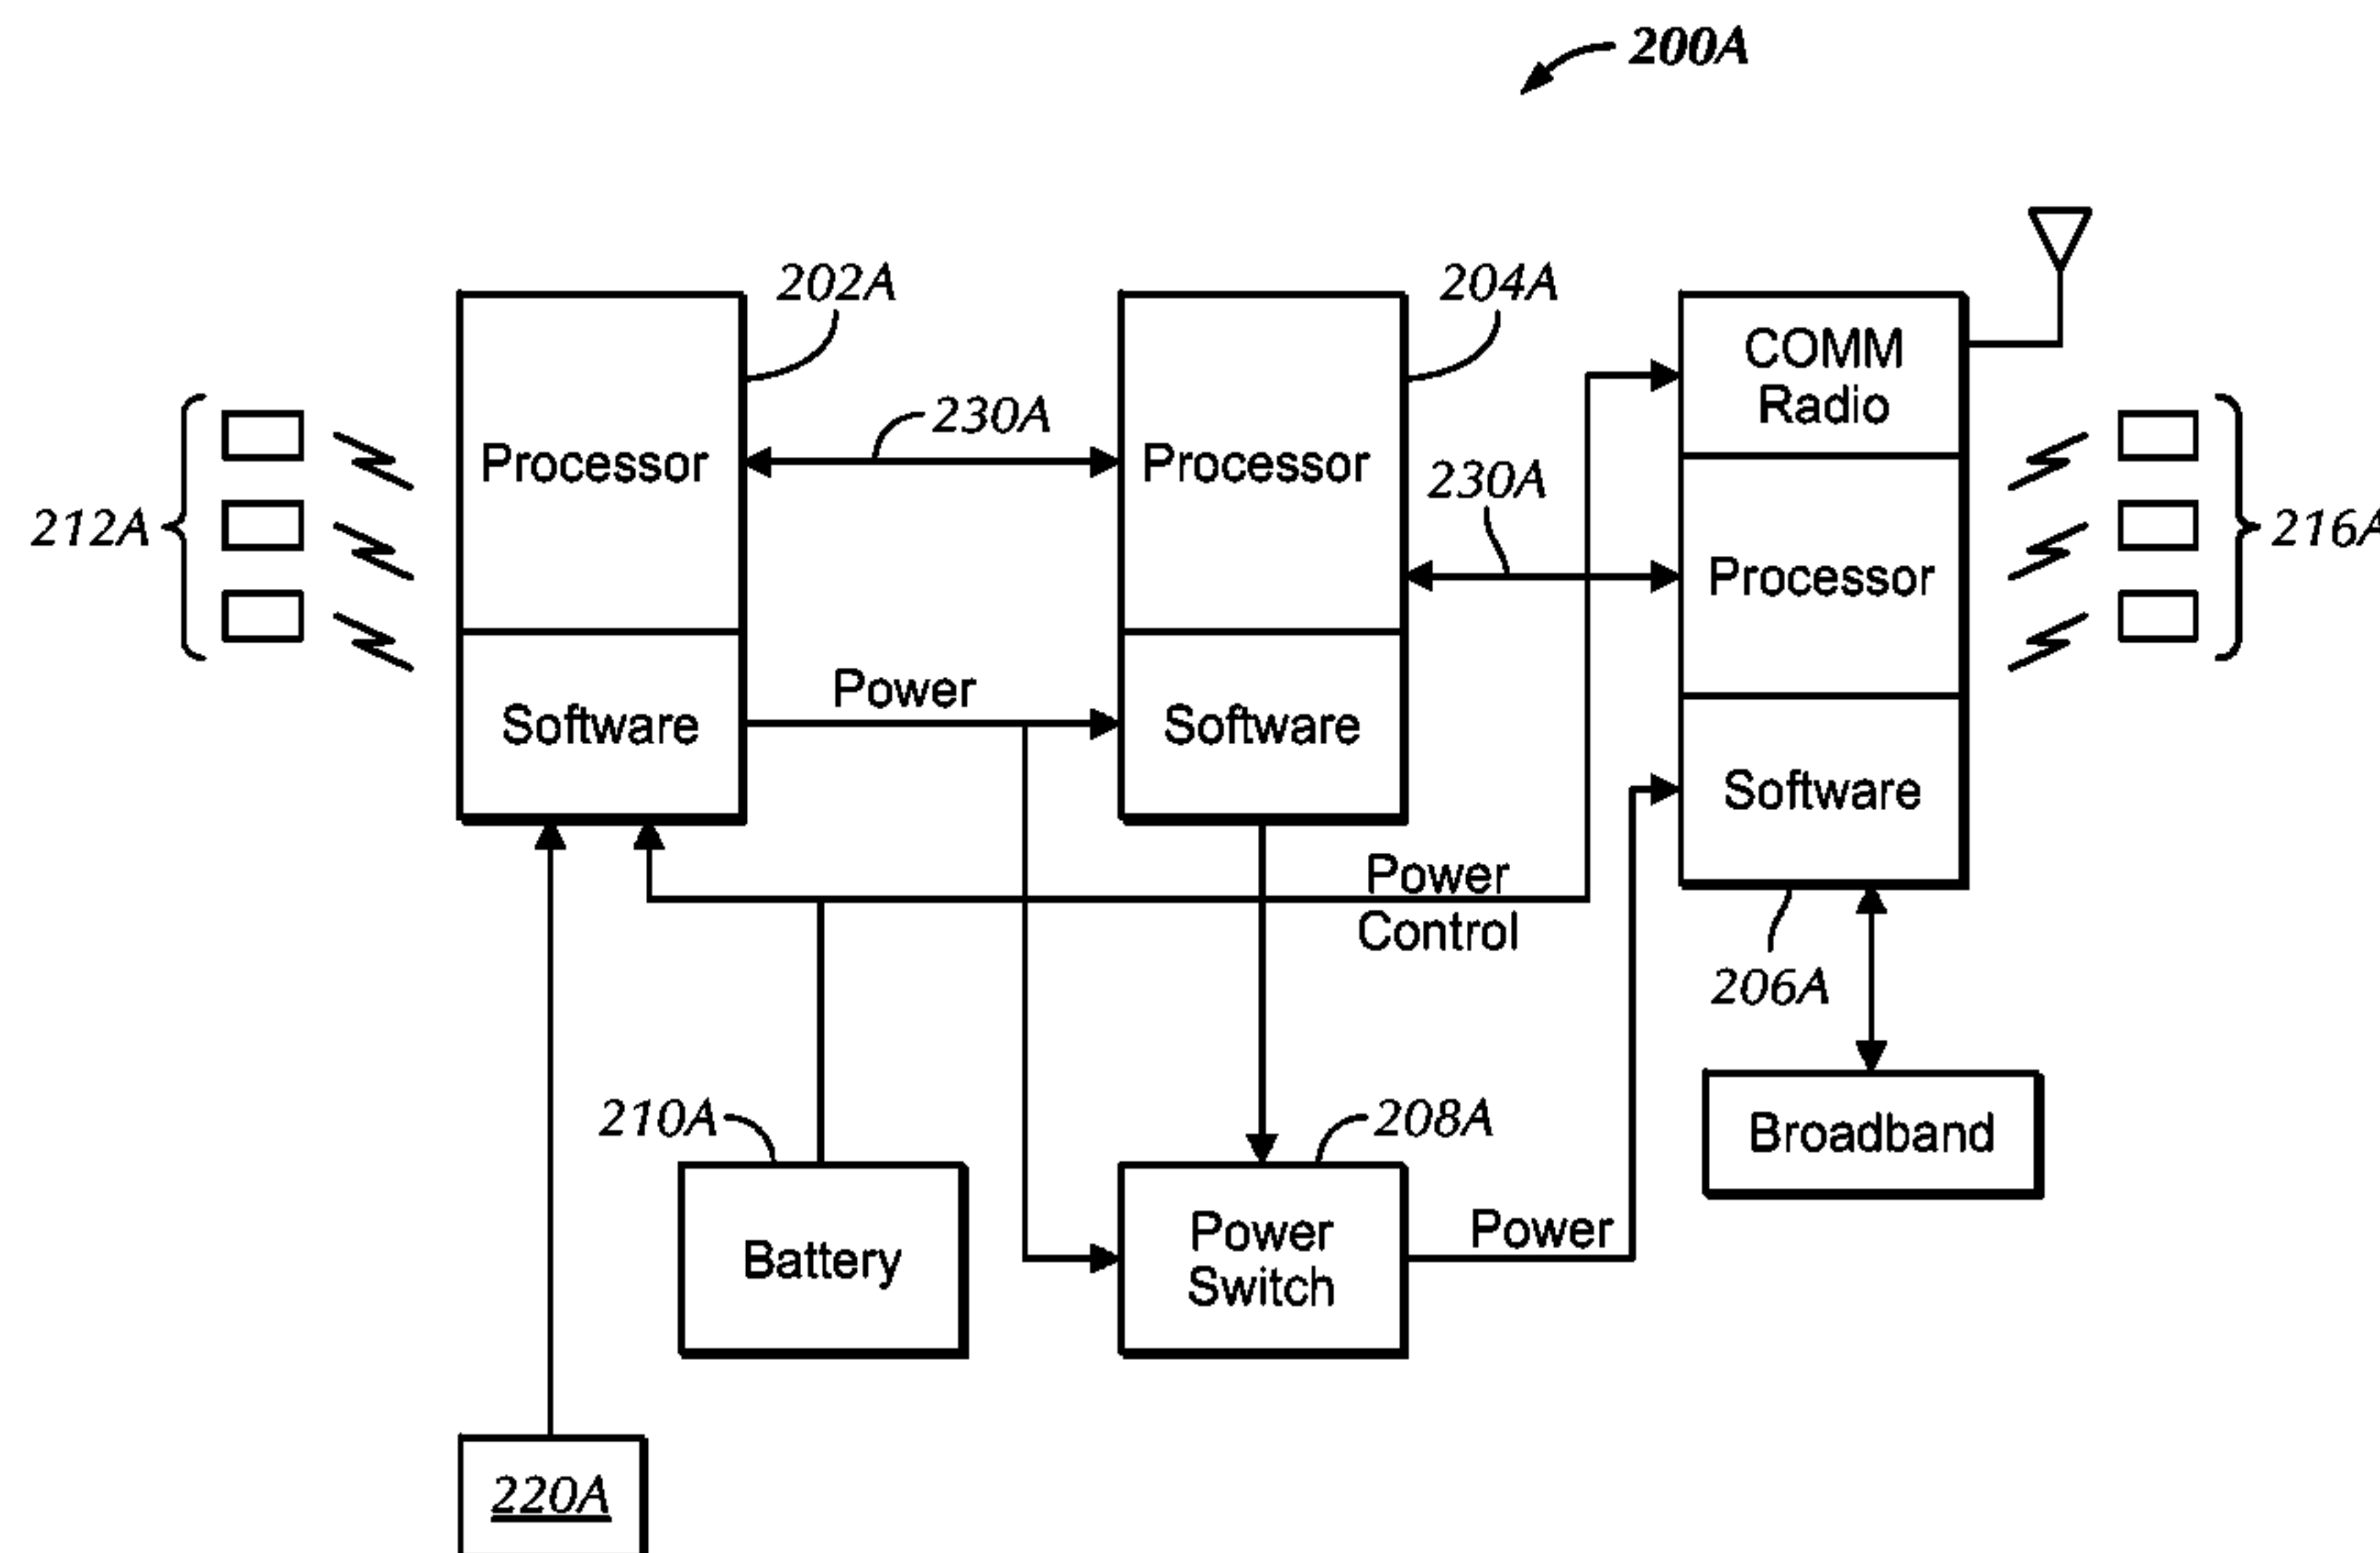 200A
202A
204A
COMM
Radio
230A
Processor
Processor
230A
212A
216A
Processor
Power
Software
Software
Software
Power
Control
206A
210A
208A
Broadband
Power
Switch
Power
Battery
220A